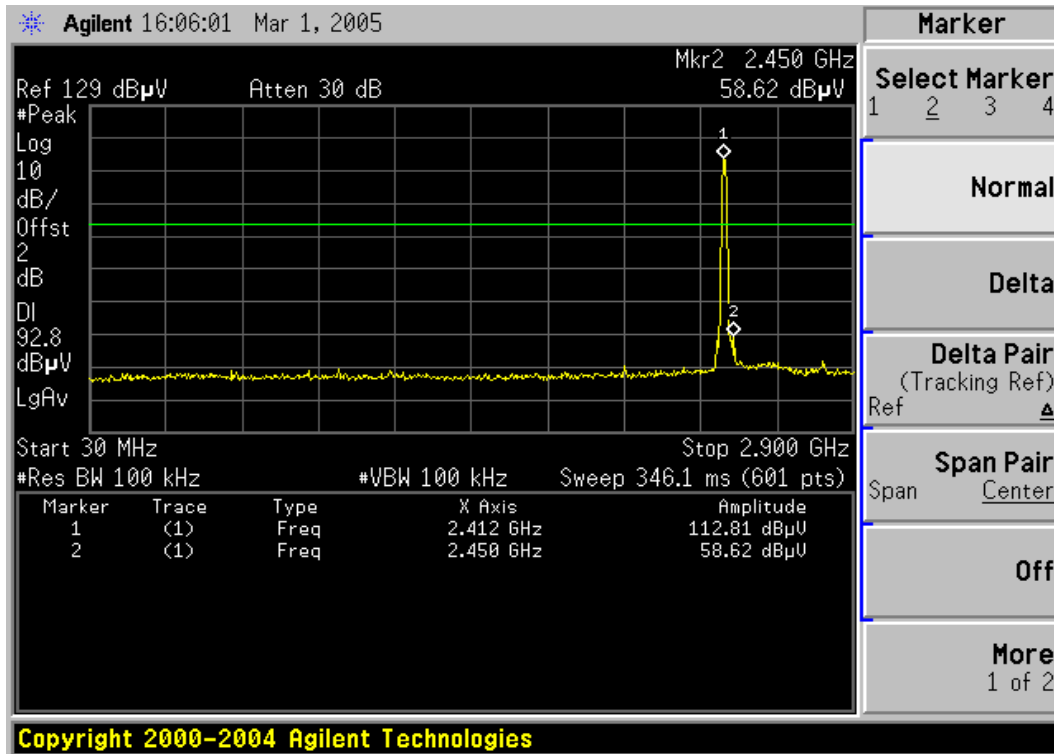 Agilent 16:06:01 Mar 1, 2005
Mkr2 2.450 GHz
Ref 129 dBµV Atten 30 dB 58.62 dBµV
#Peak
Log
10
dB/
Offst
2
dB
DI
92.8
dBµV
LgAv
1
2
Start 30 MHz Stop 2.900 GHz
#Res BW 100 kHz #VBW 100 kHz Sweep 346.1 ms (601 pts)
Marker Trace Type X Axis Amplitude
1 (1) Freq 2.412 GHz 112.81 dBµV
2 (1) Freq 2.450 GHz 58.62 dBµV
Marker
Select Marker
1 2 3 4
Normal
Delta
Delta Pair
(Tracking Ref)
Ref Δ
Span Pair
Span Center
Off
More
1 of 2
Copyright 2000-2004 Agilent Technologies